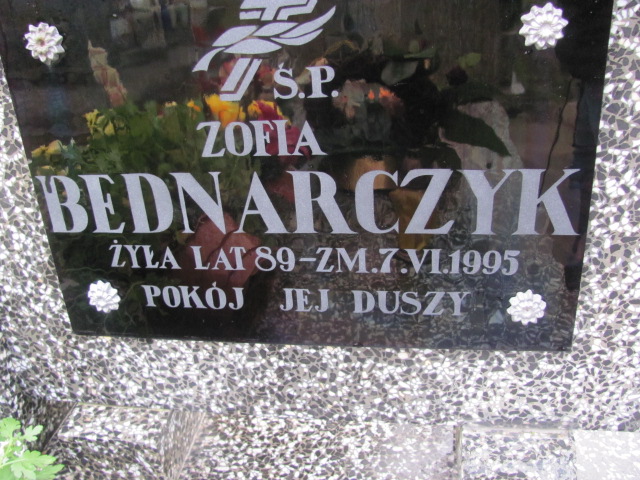 Ś.P.
ZOFIA
BEDNARCZYK
ŻYŁA LAT 89-ZM.7.VI.1995
POKÓJ JEJ DUSZY